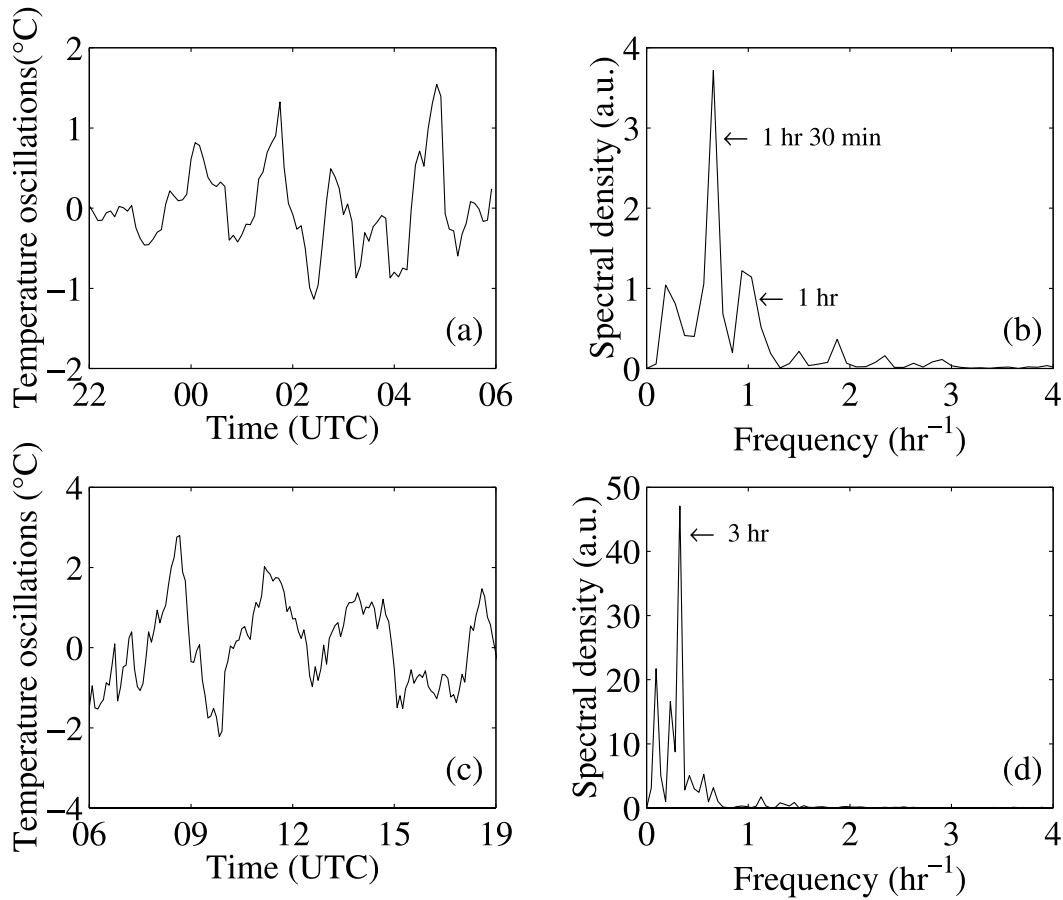 Temperature oscillations(°C)
2
1
0
−1
−2
(a)
22 00 02 04 06
Time (UTC)
Spectral density (a.u.)
4
3
2
1
0
← 1 hr 30 min
← 1 hr
(b)
0 1 2 3 4
Frequency (hr⁻¹)
Temperature oscillations (°C)
4
2
0
−2
−4
(c)
06 09 12 15 19
Time (UTC)
Spectral density (a.u.)
50
40
30
20
10
0
← 3 hr
(d)
0 1 2 3 4
Frequency (hr⁻¹)